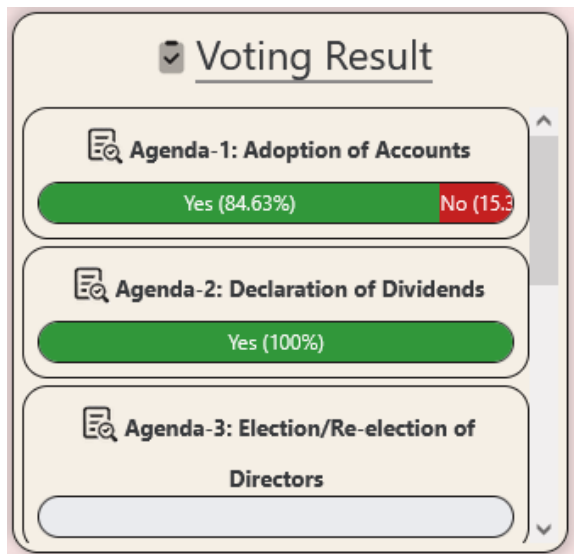 Voting Result
Agenda-1: Adoption of Accounts
Yes (84.63%) No (15.3
Agenda-2: Declaration of Dividends
Yes (100%)
Agenda-3: Election/Re-election of
Directors